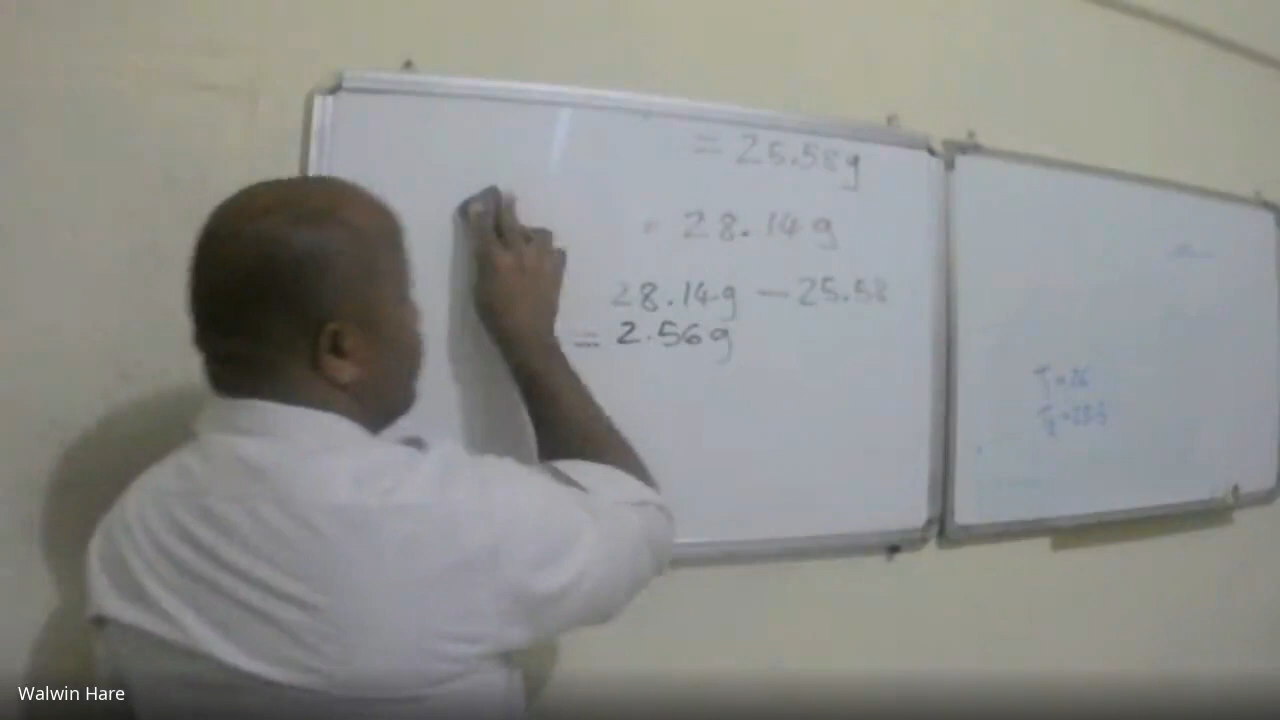 = 25.58g
= 28.14g
28.14g — 25.58
= 2.56g
Walwin Hare